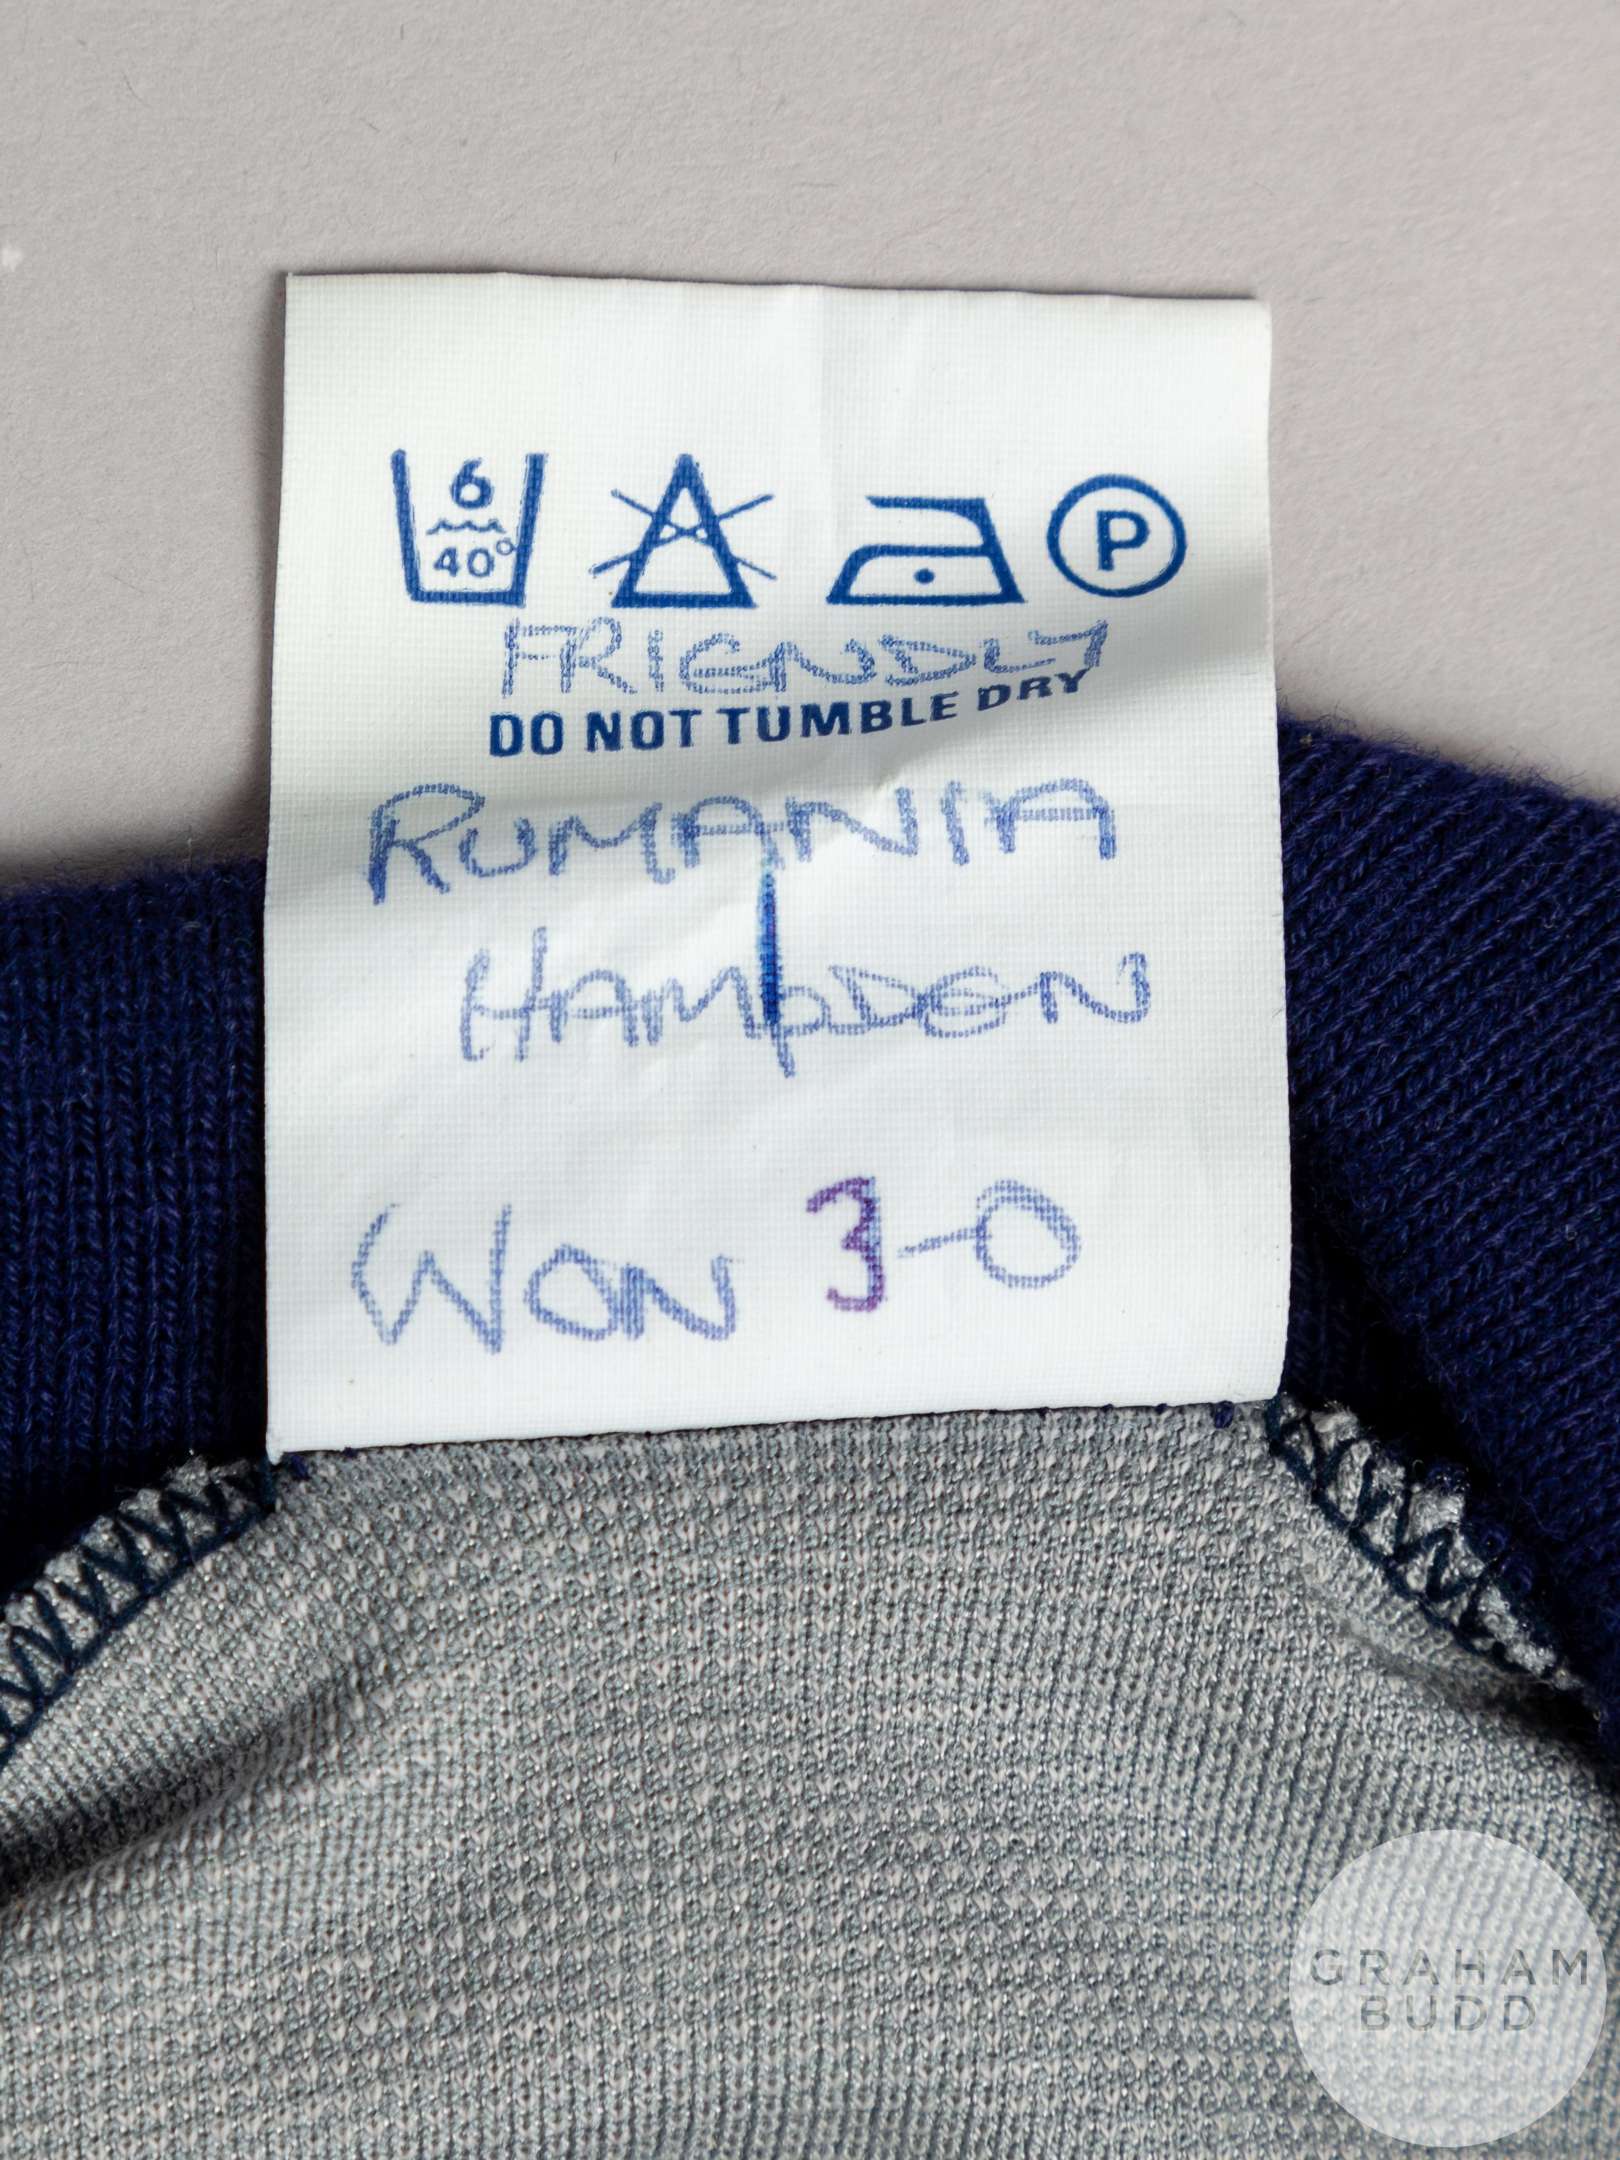 6
40°
P
FRIENDLY
DO NOT TUMBLE DRY
RUMANIA
HAMPDEN
WON 3-0
GRAHAM
BUDD